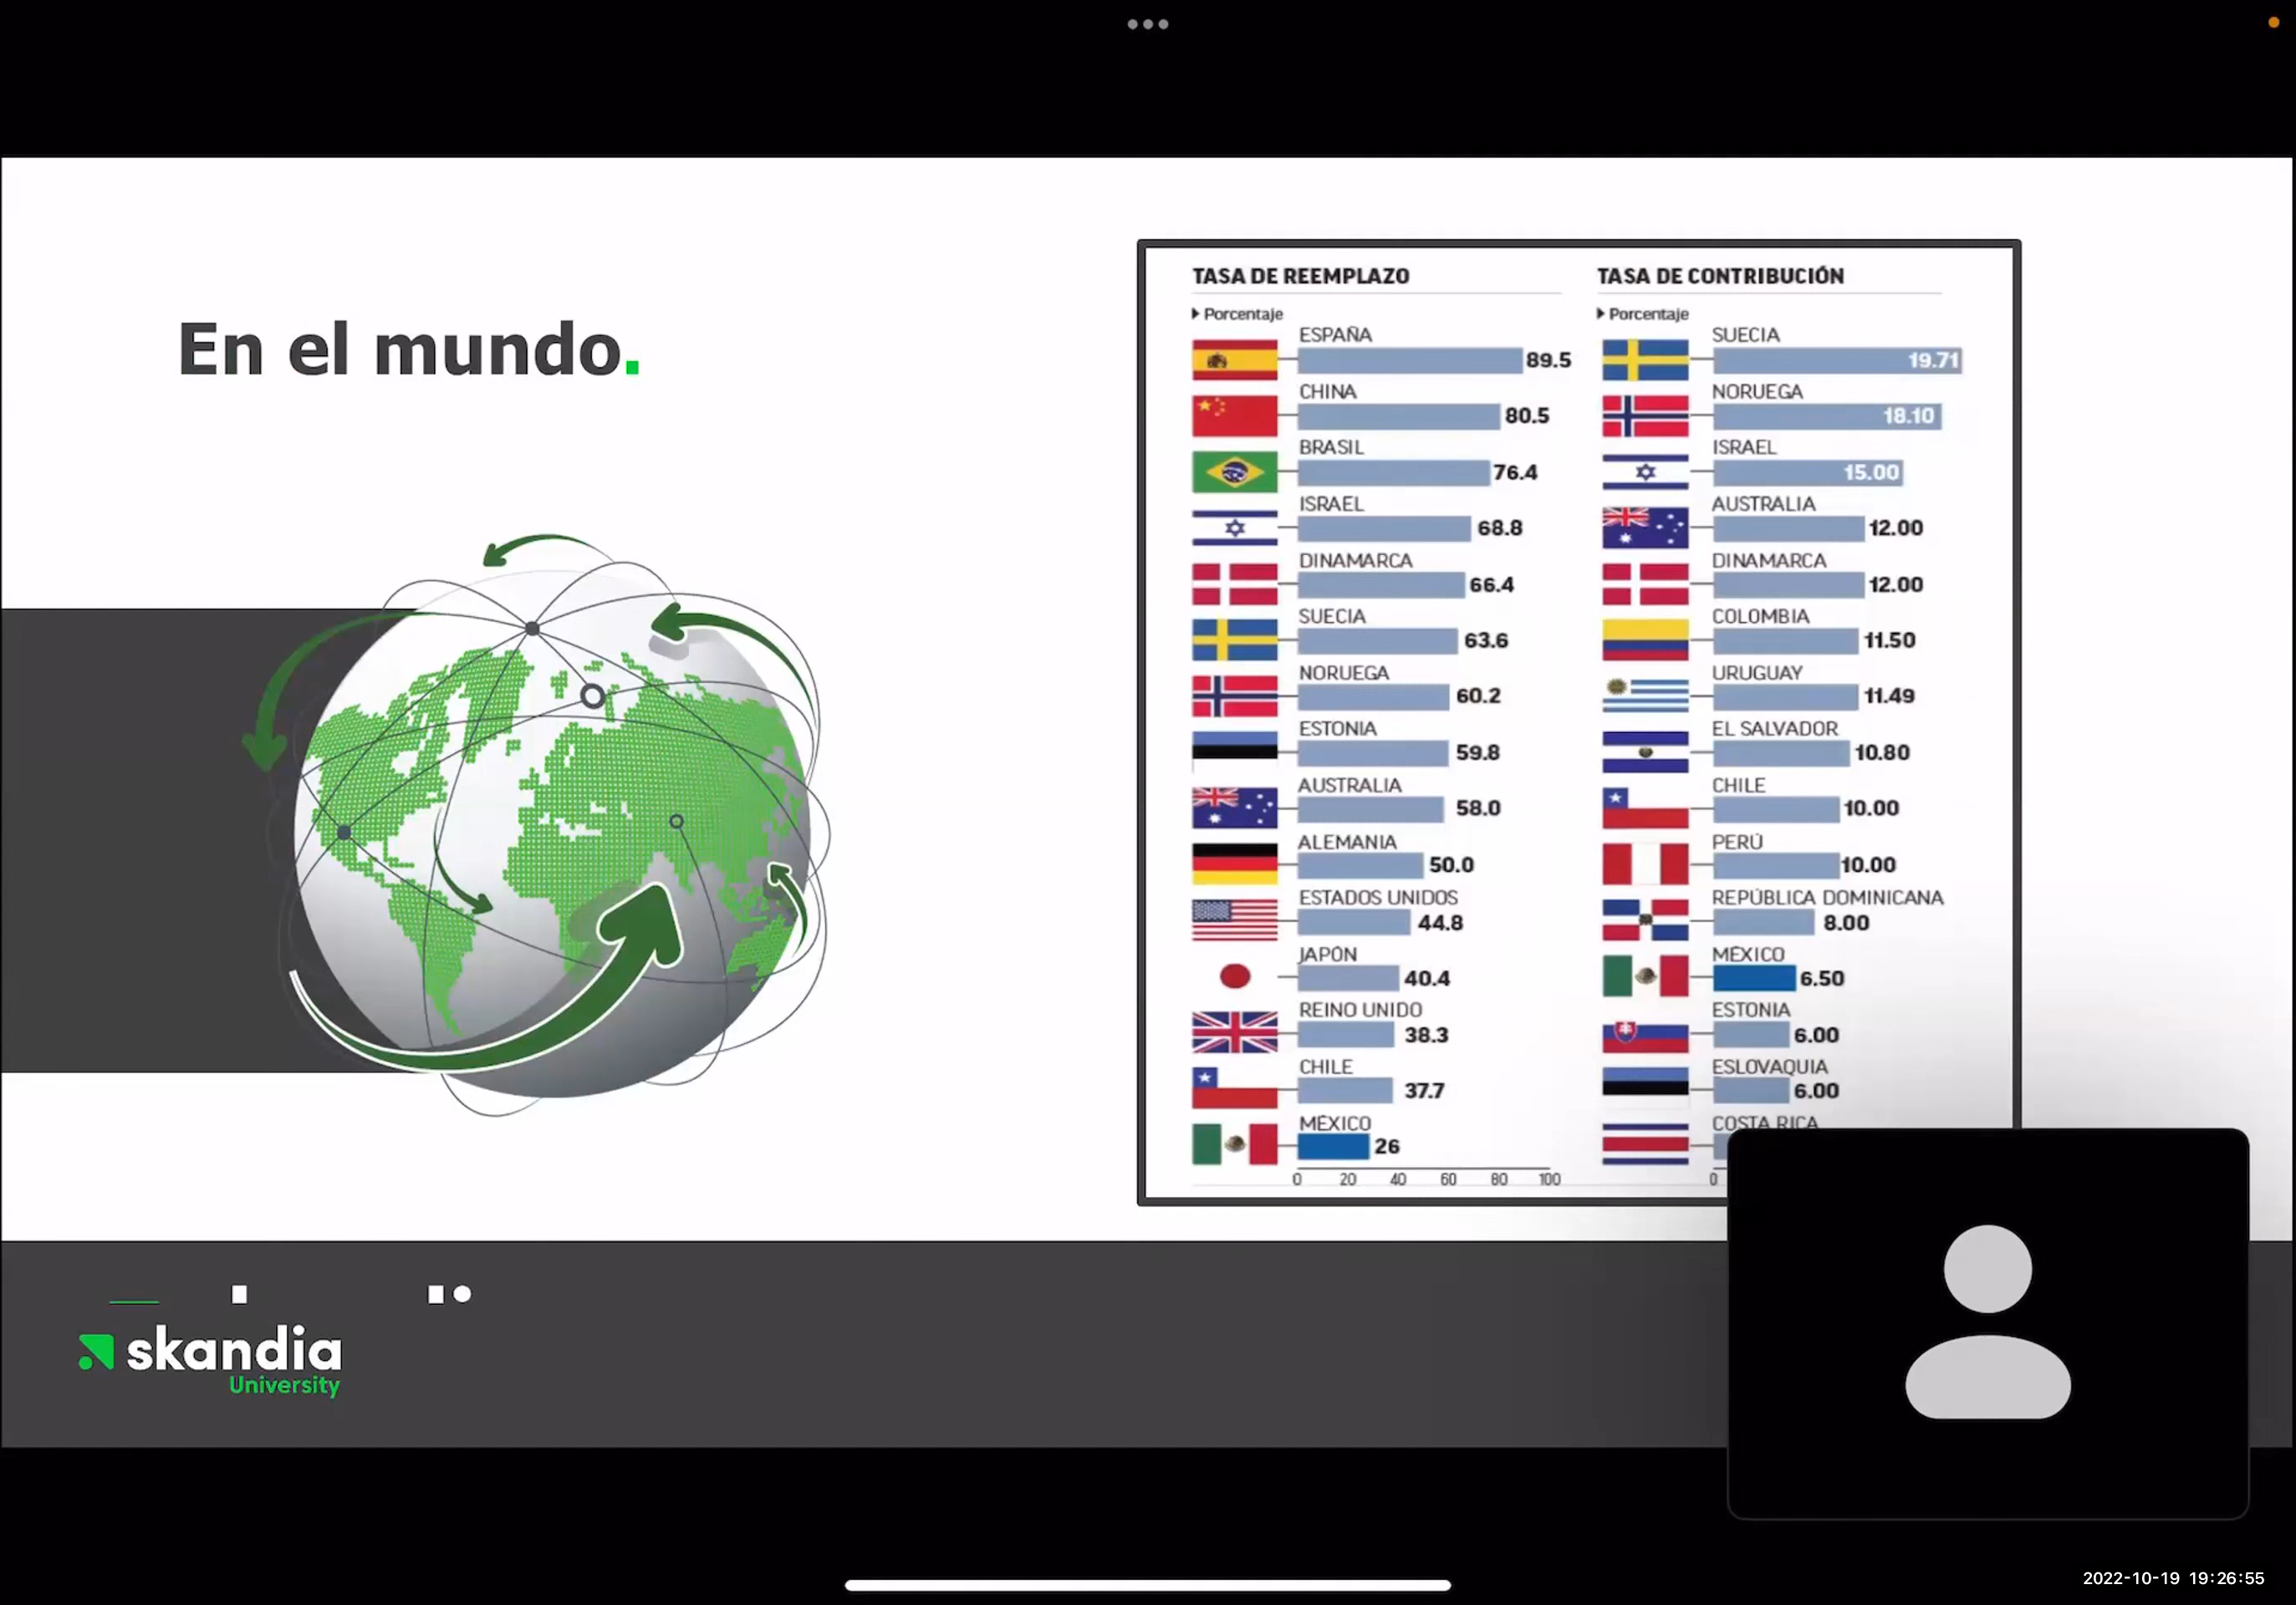 En el mundo.
TASA DE REEMPLAZO
Porcentaje
ESPAÑA
89.5
CHINA
80.5
BRASIL
76.4
ISRAEL
68.8
DINAMARCA
66.4
SUECIA
63.6
NORUEGA
60.2
ESTONIA
59.8
AUSTRALIA
58.0
ALEMANIA
50.0
ESTADOS UNIDOS
44.8
JAPÓN
40.4
REINO UNIDO
38.3
CHILE
37.7
MÉXICO
26
0 20 40 60 80 100
TASA DE CONTRIBUCIÓN
Porcentaje
SUECIA
19.71
NORUEGA
18.10
ISRAEL
15.00
AUSTRALIA
12.00
DINAMARCA
12.00
COLOMBIA
11.50
URUGUAY
11.49
EL SALVADOR
10.80
CHILE
10.00
PERÚ
10.00
REPÚBLICA DOMINICANA
8.00
MÉXICO
6.50
ESTONIA
6.00
ESLOVAQUIA
6.00
COSTA RICA
0
skandia
University
2022-10-19 19:26:55